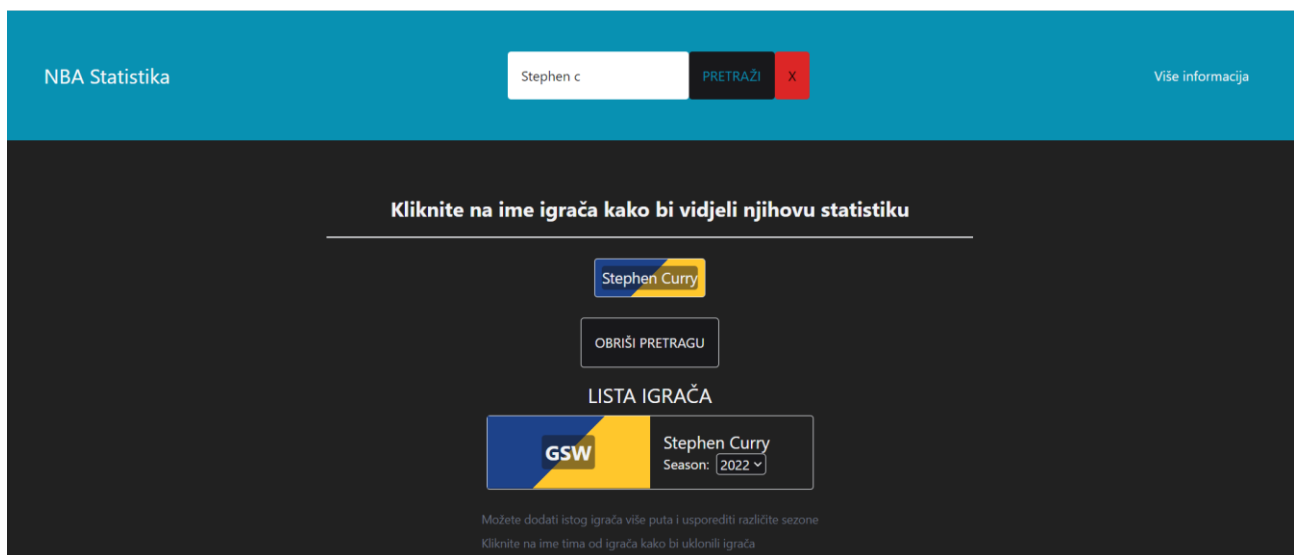 NBA Statistika
Stephen c
PRETRAŽI
X
Više informacija
Kliknite na ime igrača kako bi vidjeli njihovu statistiku
Stephen Curry
OBRIŠI PRETRAGU
LISTA IGRAČA
GSW
Stephen Curry
Season: 2022
Možete dodati istog igrača više puta i usporediti različite sezone
Kliknite na ime tima od igrača kako bi uklonili igrača